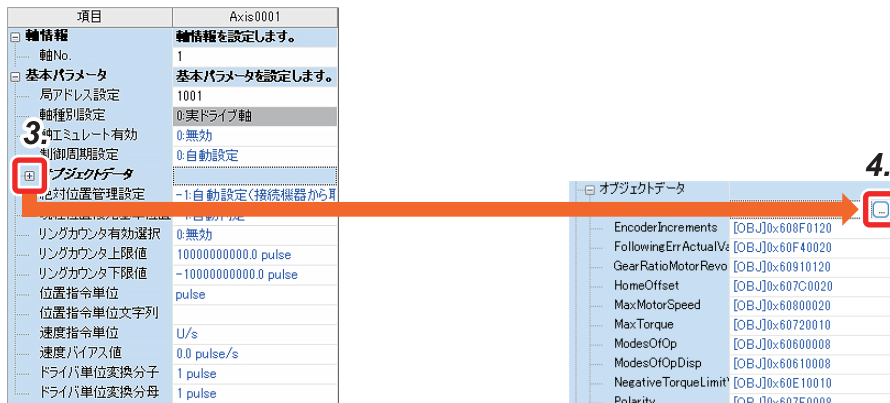 項目 Axis0001
軸情報 軸情報を設定します。
軸No. 1
基本パラメータ 基本パラメータを設定します。
局アドレス設定 1001
軸種別設定 0:実ドライブ軸
3.
軸エミュレート有効 0:無効
制御周期設定 0:自動設定
オブジェクトデータ
絶対位置管理設定 -1:自動設定(接続機器から取
リングカウンタ有効選択 0:無効
リングカウンタ上限値 10000000000.0 pulse
リングカウンタ下限値 -10000000000.0 pulse
位置指令単位 pulse
位置指令単位文字列
速度指令単位 U/s
速度バイアス値 0.0 pulse/s
ドライバ単位変換分子 1 pulse
ドライバ単位変換分母 1 pulse
4.
オブジェクトデータ
...
EncoderIncrements [OBJ]0x608F0120
FollowingErrActualVa [OBJ]0x60F40020
GearRatioMotorRevo [OBJ]0x60910120
HomeOffset [OBJ]0x607C0020
MaxMotorSpeed [OBJ]0x60800020
MaxTorque [OBJ]0x60720010
ModesOfOp [OBJ]0x60600008
ModesOfOpDisp [OBJ]0x60610008
NegativeTorqueLimit [OBJ]0x60E10010
Polarity [OBJ]0x607E0008